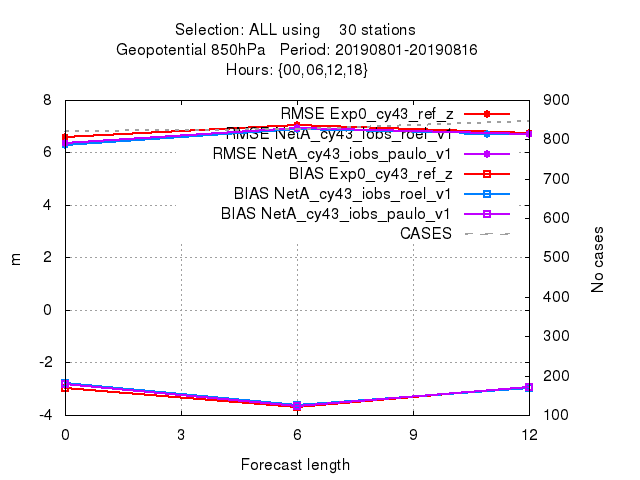 Selection: ALL using 30 stations
Geopotential 850hPa Period: 20190801-20190816
Hours: {00,06,12,18}
RMSE Exp0_cy43_ref_z
RMSE NetA_cy43_iobs_roel_v1
RMSE NetA_cy43_iobs_paulo_v1
BIAS Exp0_cy43_ref_z
BIAS NetA_cy43_iobs_roel_v1
BIAS NetA_cy43_iobs_paulo_v1
CASES
8
6
4
2
0
-2
-4
m
900
800
700
600
500
400
300
200
100
No cases
0 3 6 9 12
Forecast length